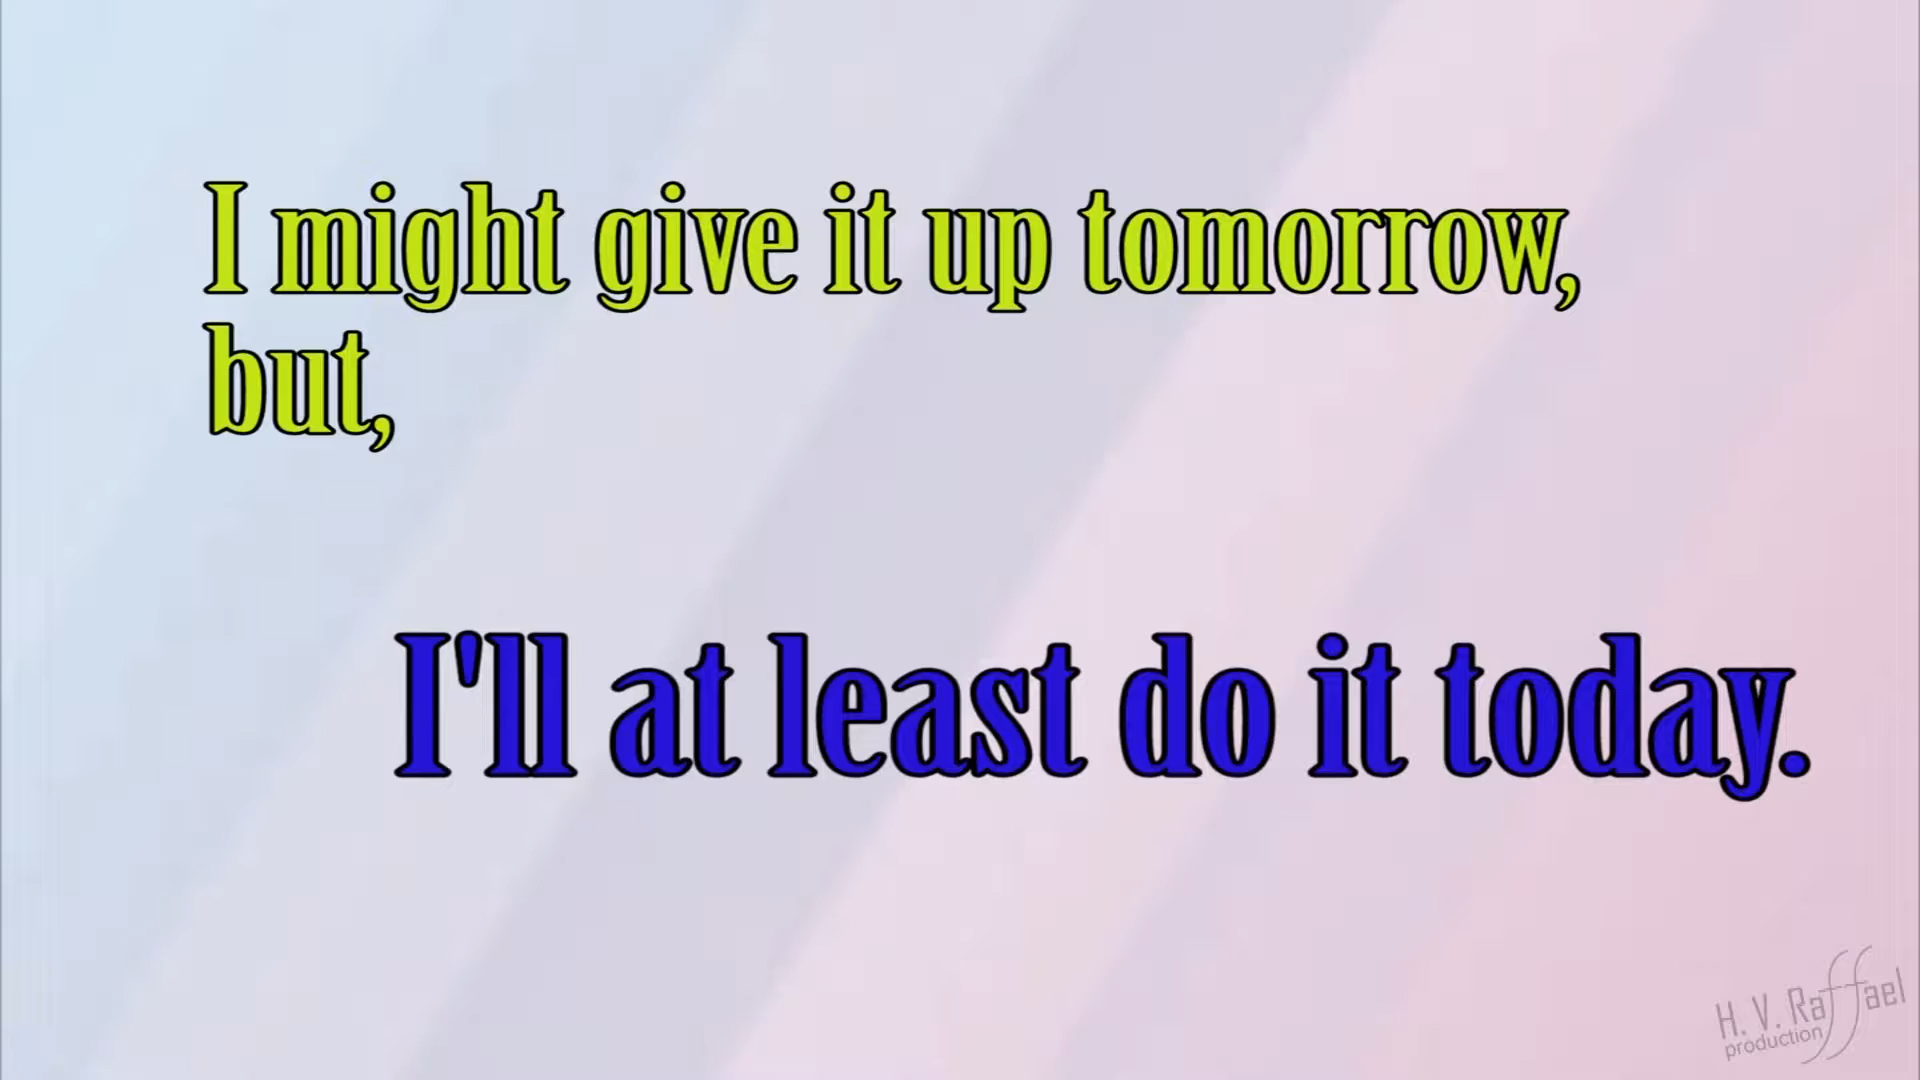 I might give it up tomorrow,
but,
I'll at least do it today.
H. V. Raffael
production